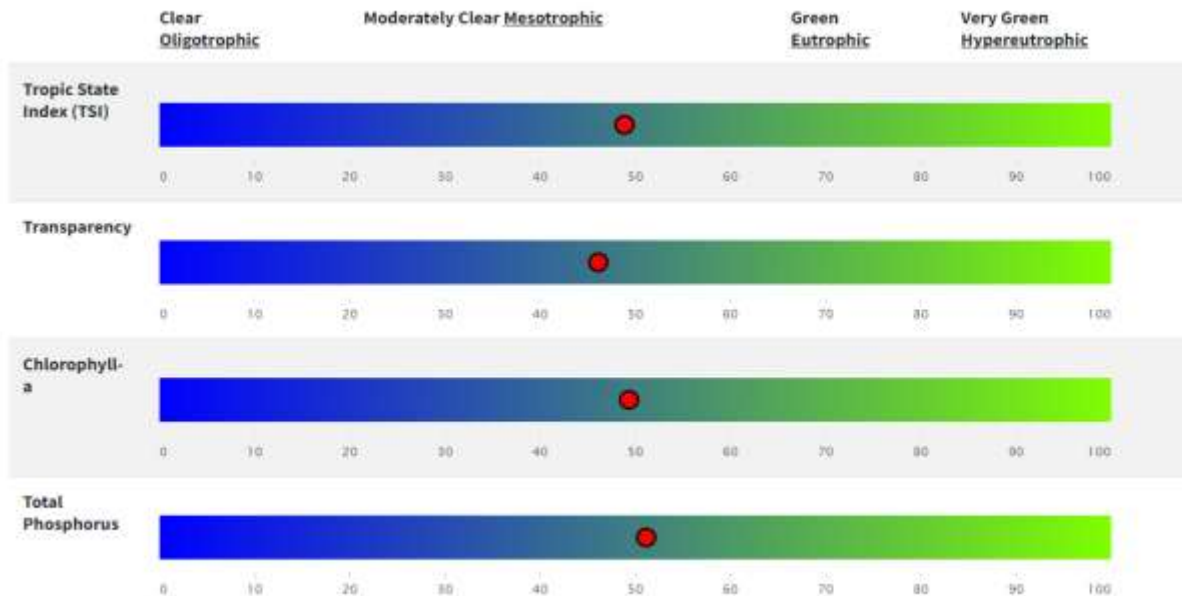 Clear
Oligotrophic
Moderately Clear Mesotrophic
Green
Eutrophic
Very Green
Hypereutrophic
Tropic State
Index (TSI)
0 10 20 30 40 50 60 70 80 90 100
Transparency
0 10 20 30 40 50 60 70 80 90 100
Chlorophyll-
a
0 10 20 30 40 50 60 70 80 90 100
Total
Phosphorus
0 10 20 30 40 50 60 70 80 90 100